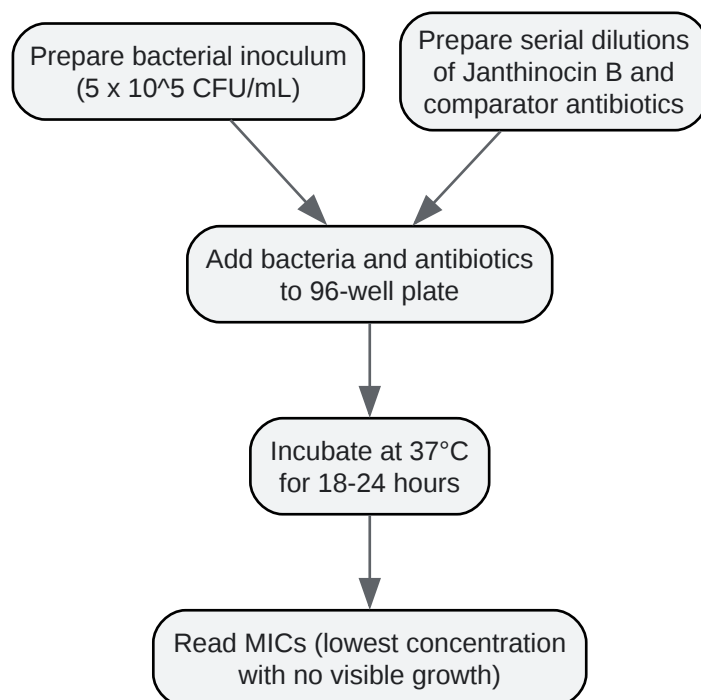 Prepare bacterial inoculum
(5 x 10^5 CFU/mL)
Prepare serial dilutions
of Janthinocin B and
comparator antibiotics
Add bacteria and antibiotics
to 96-well plate
Incubate at 37°C
for 18-24 hours
Read MICs (lowest concentration
with no visible growth)